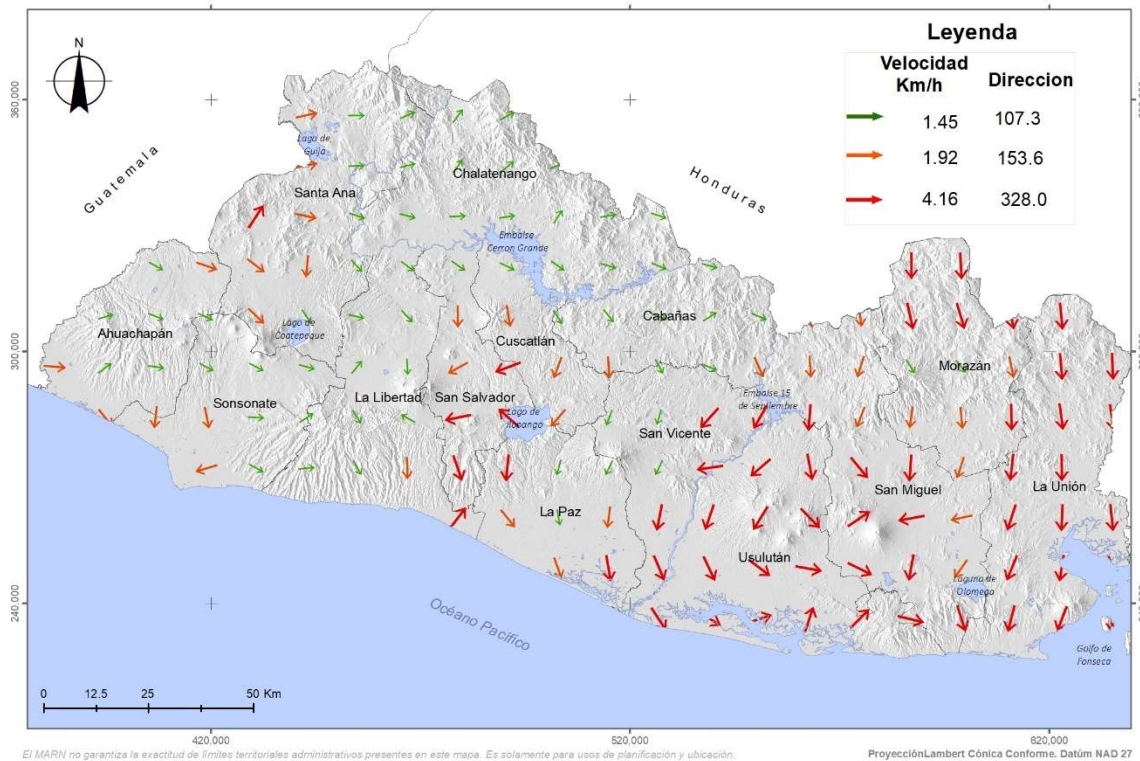 Leyenda
Velocidad
Km/h
Direccion
1.45 107.3
1.92 153.6
4.16 328.0
N
360,000
300,000
240,000
Guatemala
Honduras
Lago de
Guija
Santa Ana
Chalatenango
Embalse
Cerron Grande
Ahuachapán
Lago de
Coatepeque
Cuscatlán
Cabañas
Morazán
Sonsonate
La Libertad
San Salvador
Lago de
Ilopango
Embalse 15
de Septiembre
San Vicente
San Miguel
La Unión
La Paz
Usulután
Laguna de
Olomega
Océano Pacífico
Golfo de
Fonseca
0 12.5 25 50 Km
420,000
520,000
620,000
El MARN no garantiza la exactitud de límites territoriales administrativos presentes en este mapa. Es solamente para usos de planificación y ubicación.
ProyecciónLambert Cónica Conforme. Datúm NAD 27